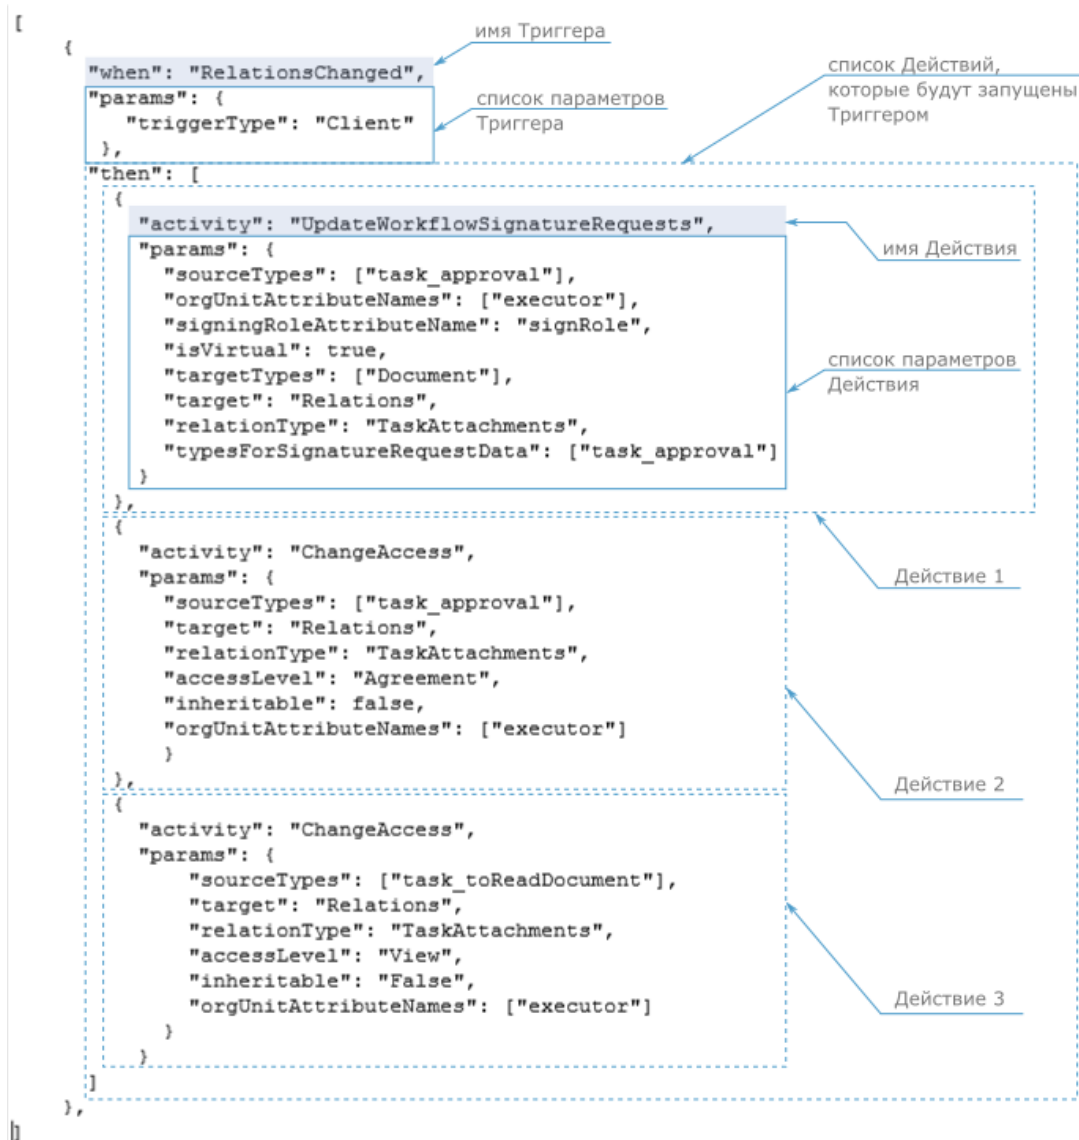 [
{
имя Триггера
"when": "RelationsChanged",
"params": {
"triggerType": "Client"
},
список параметров
Триггера
список Действий,
которые будут запущены
Триггером
"then": [
{
"activity": "UpdateWorkflowSignatureRequests",
имя Действия
"params": {
"sourceTypes": ["task_approval"],
"orgUnitAttributeNames": ["executor"],
"signingRoleAttributeName": "signRole",
"isVirtual": true,
"targetTypes": ["Document"],
"target": "Relations",
"relationType": "TaskAttachments",
"typesForSignatureRequestData": ["task_approval"]
}
список параметров
Действия
},
Действие 1
{
"activity": "ChangeAccess",
"params": {
"sourceTypes": ["task_approval"],
"target": "Relations",
"relationType": "TaskAttachments",
"accessLevel": "Agreement",
"inheritable": false,
"orgUnitAttributeNames": ["executor"]
}
},
Действие 2
{
"activity": "ChangeAccess",
"params": {
"sourceTypes": ["task_toReadDocument"],
"target": "Relations",
"relationType": "TaskAttachments",
"accessLevel": "View",
"inheritable": "False",
"orgUnitAttributeNames": ["executor"]
}
}
Действие 3
]
},
]